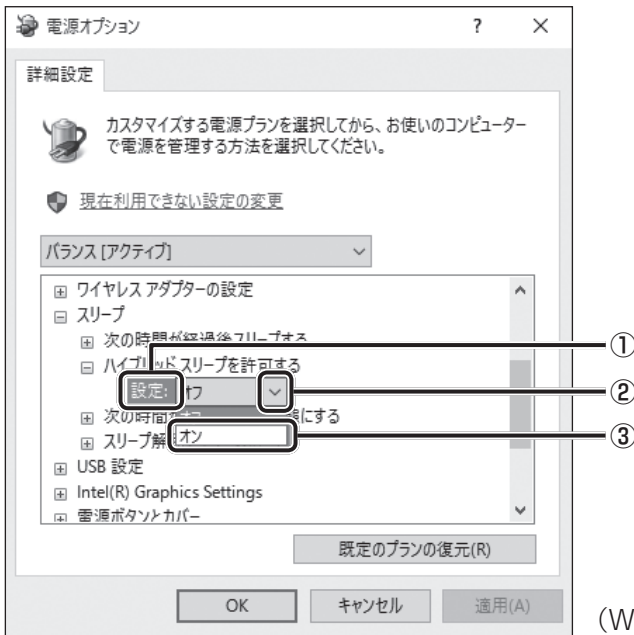 電源オプション
?
詳細設定
カスタマイズする電源プランを選択してから、お使いのコンピューター
で電源を管理する方法を選択してください。
現在利用できない設定の変更
バランス [アクティブ]
ワイヤレス アダプターの設定
スリープ
次の時間が経過後スリープする
①
ハイブリッド スリープを許可する
設定: オフ
②
次の時間
にする
オン
③
スリープ解
USB 設定
Intel(R) Graphics Settings
電源ボタンとカバー
既定のプランの復元(R)
OK
キャンセル
適用(A)
(W